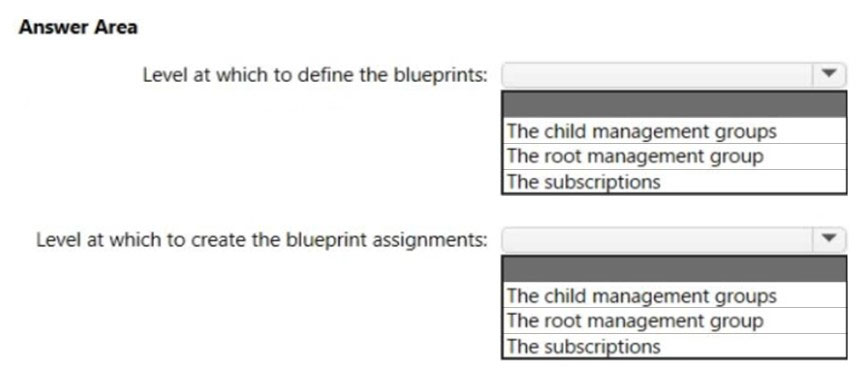 Answer Area
Level at which to define the blueprints:
The child management groups
The root management group
The subscriptions
Level at which to create the blueprint assignments:
The child management groups
The root management group
The subscriptions